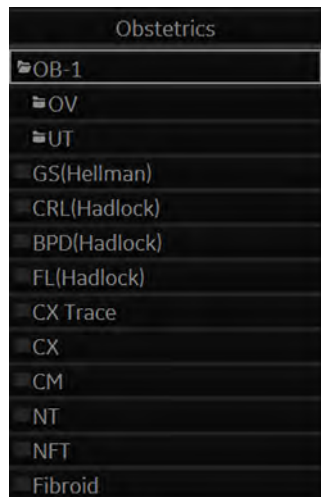 Obstetrics
OB-1
OV
UT
GS(Hellman)
CRL(Hadlock)
BPD(Hadlock)
FL(Hadlock)
CX Trace
CX
CM
NT
NFT
Fibroid